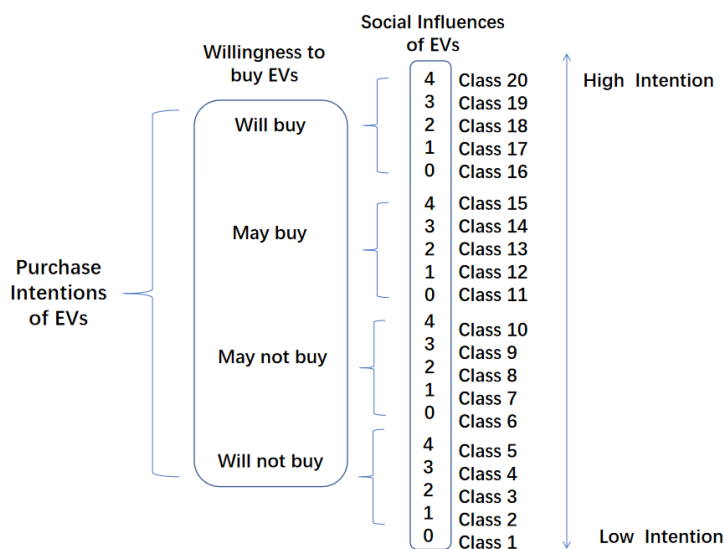 Social Influences
of EVs
Willingness to
buy EVs
4 Class 20 High Intention
3 Class 19
Will buy 2 Class 18
1 Class 17
0 Class 16
4 Class 15
May buy 3 Class 14
2 Class 13
1 Class 12
0 Class 11
Purchase
Intentions
of EVs
4 Class 10
3 Class 9
May not buy 2 Class 8
1 Class 7
0 Class 6
4 Class 5
Will not buy 3 Class 4
2 Class 3
1 Class 2
0 Class 1 Low Intention